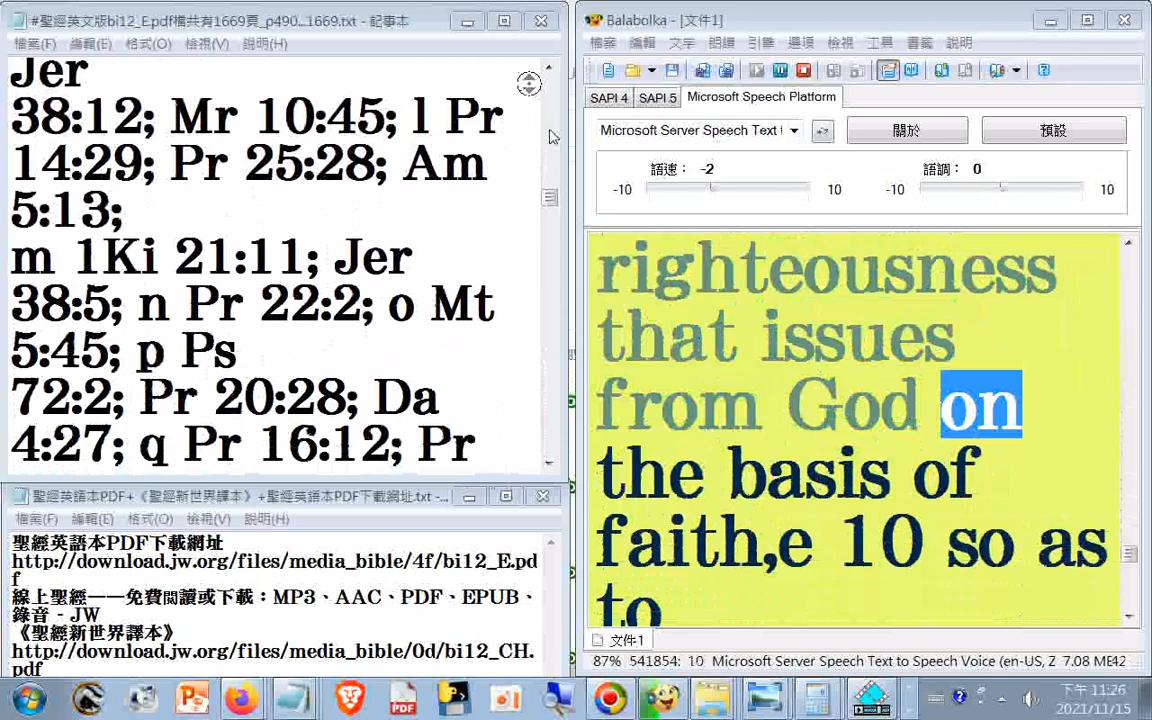 #聖經英文版bi12_E.pdf檔共有1669頁_p490...1669.txt - 記事本
檔案(F) 編輯(E) 格式(O) 檢視(V) 說明(H)
Jer
38:12; Mr 10:45; l Pr
14:29; Pr 25:28; Am
5:13;
m 1Ki 21:11; Jer
38:5; n Pr 22:2; o Mt
5:45; p Ps
72:2; Pr 20:28; Da
4:27; q Pr 16:12; Pr
聖經英語本PDF+《聖經新世界譯本》+聖經英語本PDF下載網址.txt -...
檔案(F) 編輯(E) 格式(O) 檢視(V) 說明(H)
聖經英語本PDF下載網址
http://download.jw.org/files/media_bible/4f/bi12_E.pd
f
線上聖經——免費閱讀或下載：MP3、AAC、PDF、EPUB、
錄音 - JW
《聖經新世界譯本》
http://download.jw.org/files/media_bible/0d/bi12_CH.
pdf
Balabolka - [文件1]
檔案 編輯 文字 朗讀 引擎 選項 檢視 工具 書籤 說明
SAPI 4 SAPI 5 Microsoft Speech Platform
Microsoft Server Speech Text 關於 預設
語速： -2 語調： 0
-10 10 -10 10
righteousness
that issues
from God on
the basis of
faith,e 10 so as
to
文件1
87% 541854: 10 Microsoft Server Speech Text to Speech Voice (en-US, Z 7.08 ME42
PDF
下午 11:26
2021/11/15